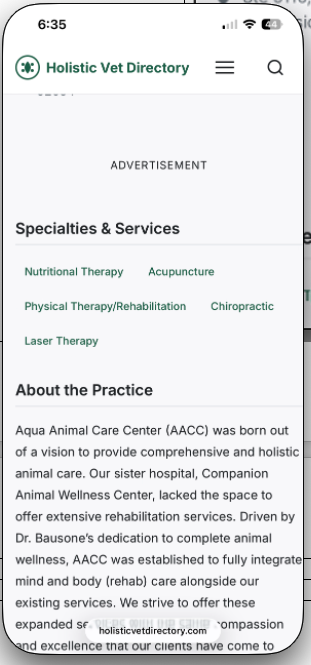 6:35
44
Holistic Vet Directory
ADVERTISEMENT
Specialties & Services
Nutritional Therapy Acupuncture
Physical Therapy/Rehabilitation Chiropractic
Laser Therapy
About the Practice
Aqua Animal Care Center (AACC) was born out
of a vision to provide comprehensive and holistic
animal care. Our sister hospital, Companion
Animal Wellness Center, lacked the space to
offer extensive rehabilitation services. Driven by
Dr. Bausone’s dedication to complete animal
wellness, AACC was established to fully integrate
mind and body (rehab) care alongside our
existing services. We strive to offer these
expanded compassion
holisticvetdirectory.com
and excellence that our clients have come to